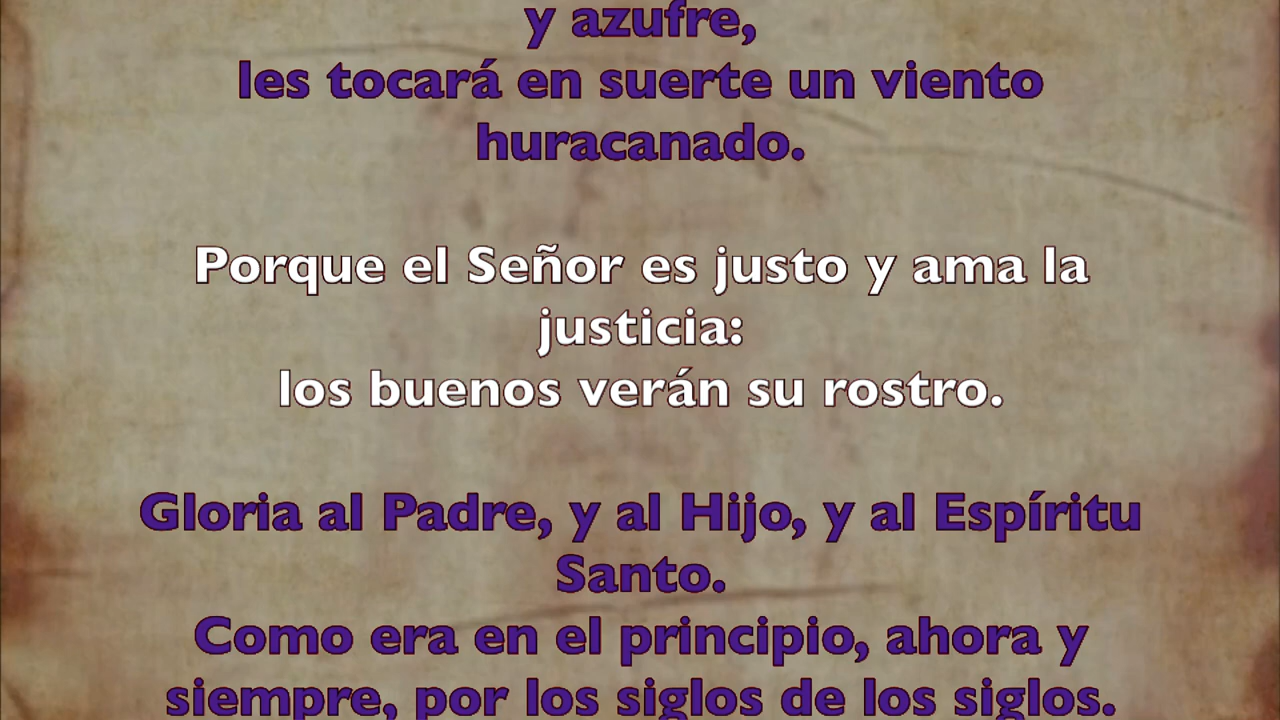 y azufre,
les tocará en suerte un viento
huracanado.
Porque el Señor es justo y ama la
justicia:
los buenos verán su rostro.
Gloria al Padre, y al Hijo, y al Espíritu
Santo.
Como era en el principio, ahora y
siempre, por los siglos de los siglos.